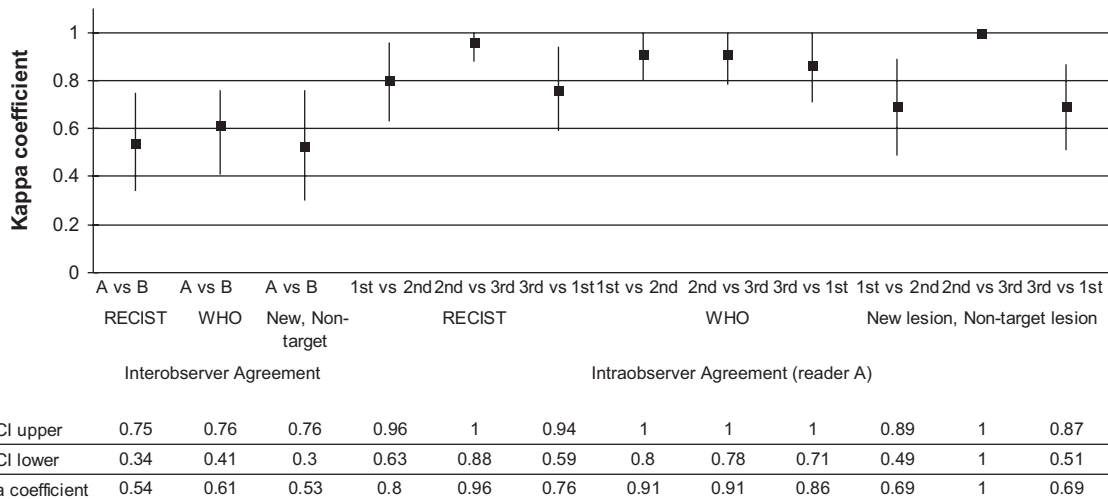 Kappa coefficient
1
0.8
0.6
0.4
0.2
0
A vs B A vs B A vs B 1st vs 2nd 2nd vs 3rd 3rd vs 1st 1st vs 2nd 2nd vs 3rd 3rd vs 1st 1st vs 2nd 2nd vs 3rd 3rd vs 1st
RECIST WHO New, Non-target RECIST WHO New lesion, Non-target lesion
Interobserver Agreement Intraobserver Agreement (reader A)
CI upper 0.75 0.76 0.76 0.96 1 0.94 1 1 1 0.89 1 0.87
CI lower 0.34 0.41 0.3 0.63 0.88 0.59 0.8 0.78 0.71 0.49 1 0.51
a coefficient 0.54 0.61 0.53 0.8 0.96 0.76 0.91 0.91 0.86 0.69 1 0.69